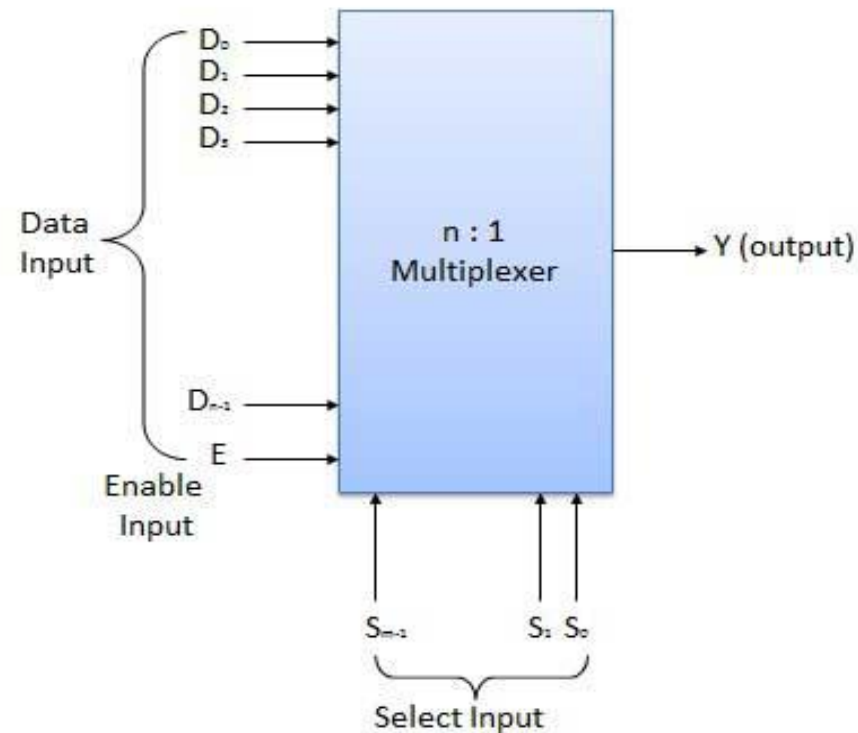 D₀
D₁
D₂
D₃
Data
Input
n : 1
Multiplexer
Y (output)
Dₙ₋₁
E
Enable
Input
Sₘ₋₁
S₁ S₀
Select Input